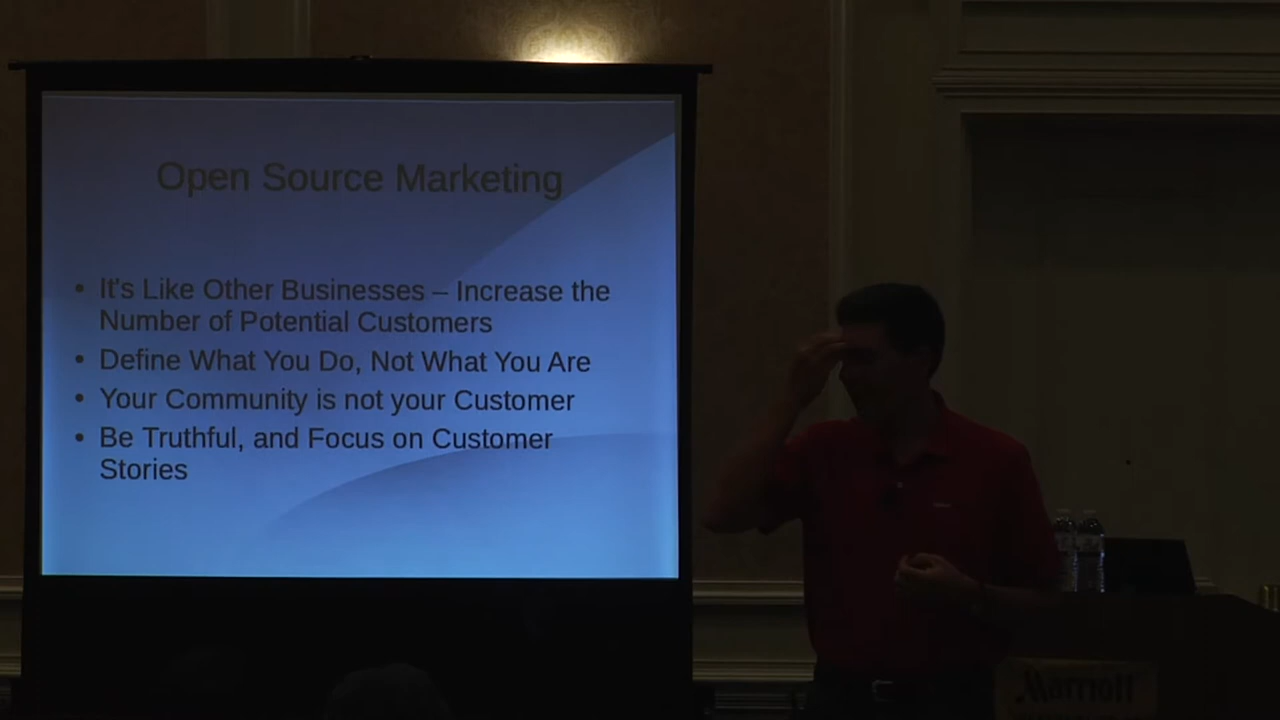 Open Source Marketing
• It's Like Other Businesses – Increase the
Number of Potential Customers
• Define What You Do, Not What You Are
• Your Community is not your Customer
• Be Truthful, and Focus on Customer
Stories
Marriott